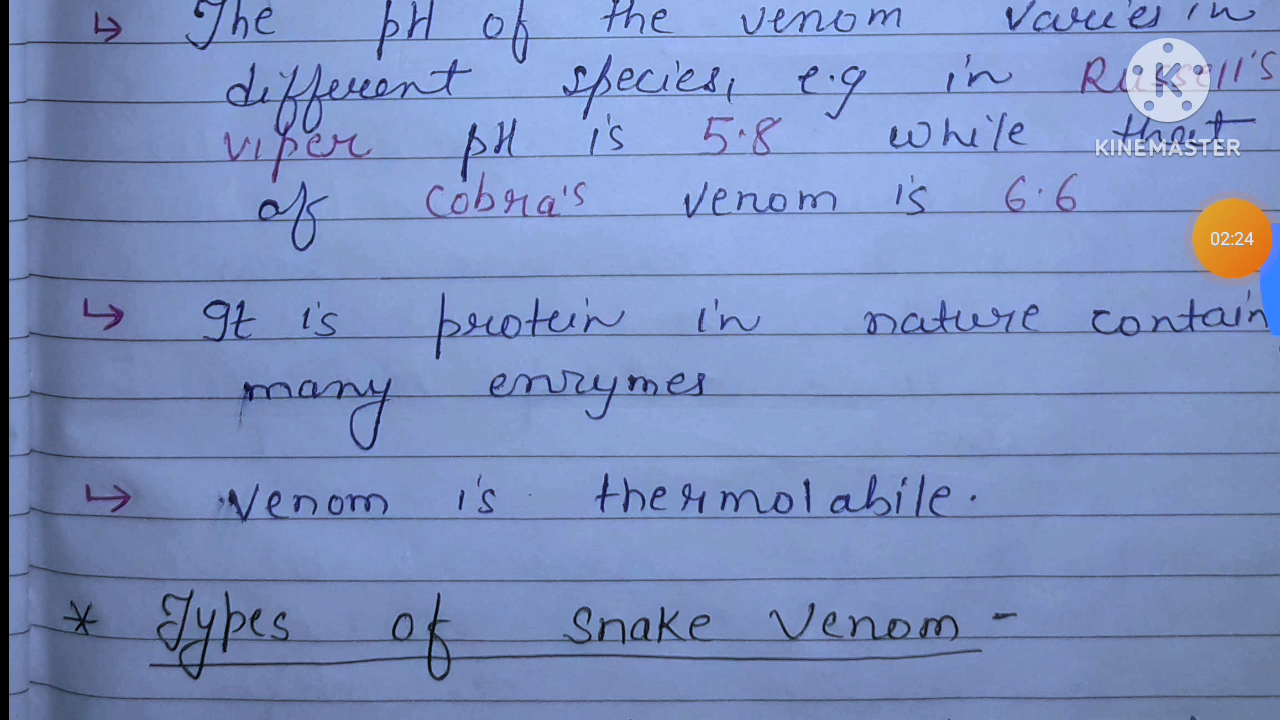 ↳ The pH of the venom varies in
different species, e.g in Russell's
viper pH is 5.8 while that
of Cobra's venom is 6.6
↳ It is protein in nature contain
many enzymes
↳ Venom is thermolabile.
* Types of Snake Venom -
K
KINEMASTER
02:24